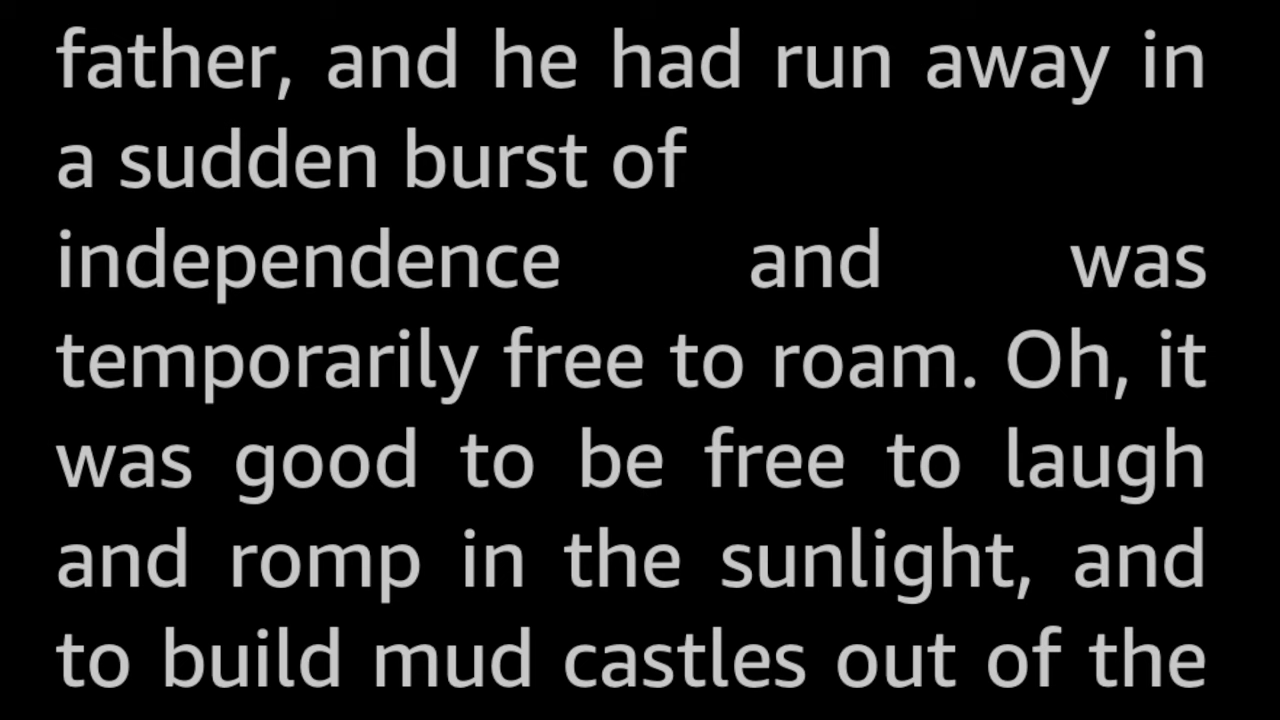 father, and he had run away in
a sudden burst of
independence and was
temporarily free to roam. Oh, it
was good to be free to laugh
and romp in the sunlight, and
to build mud castles out of the